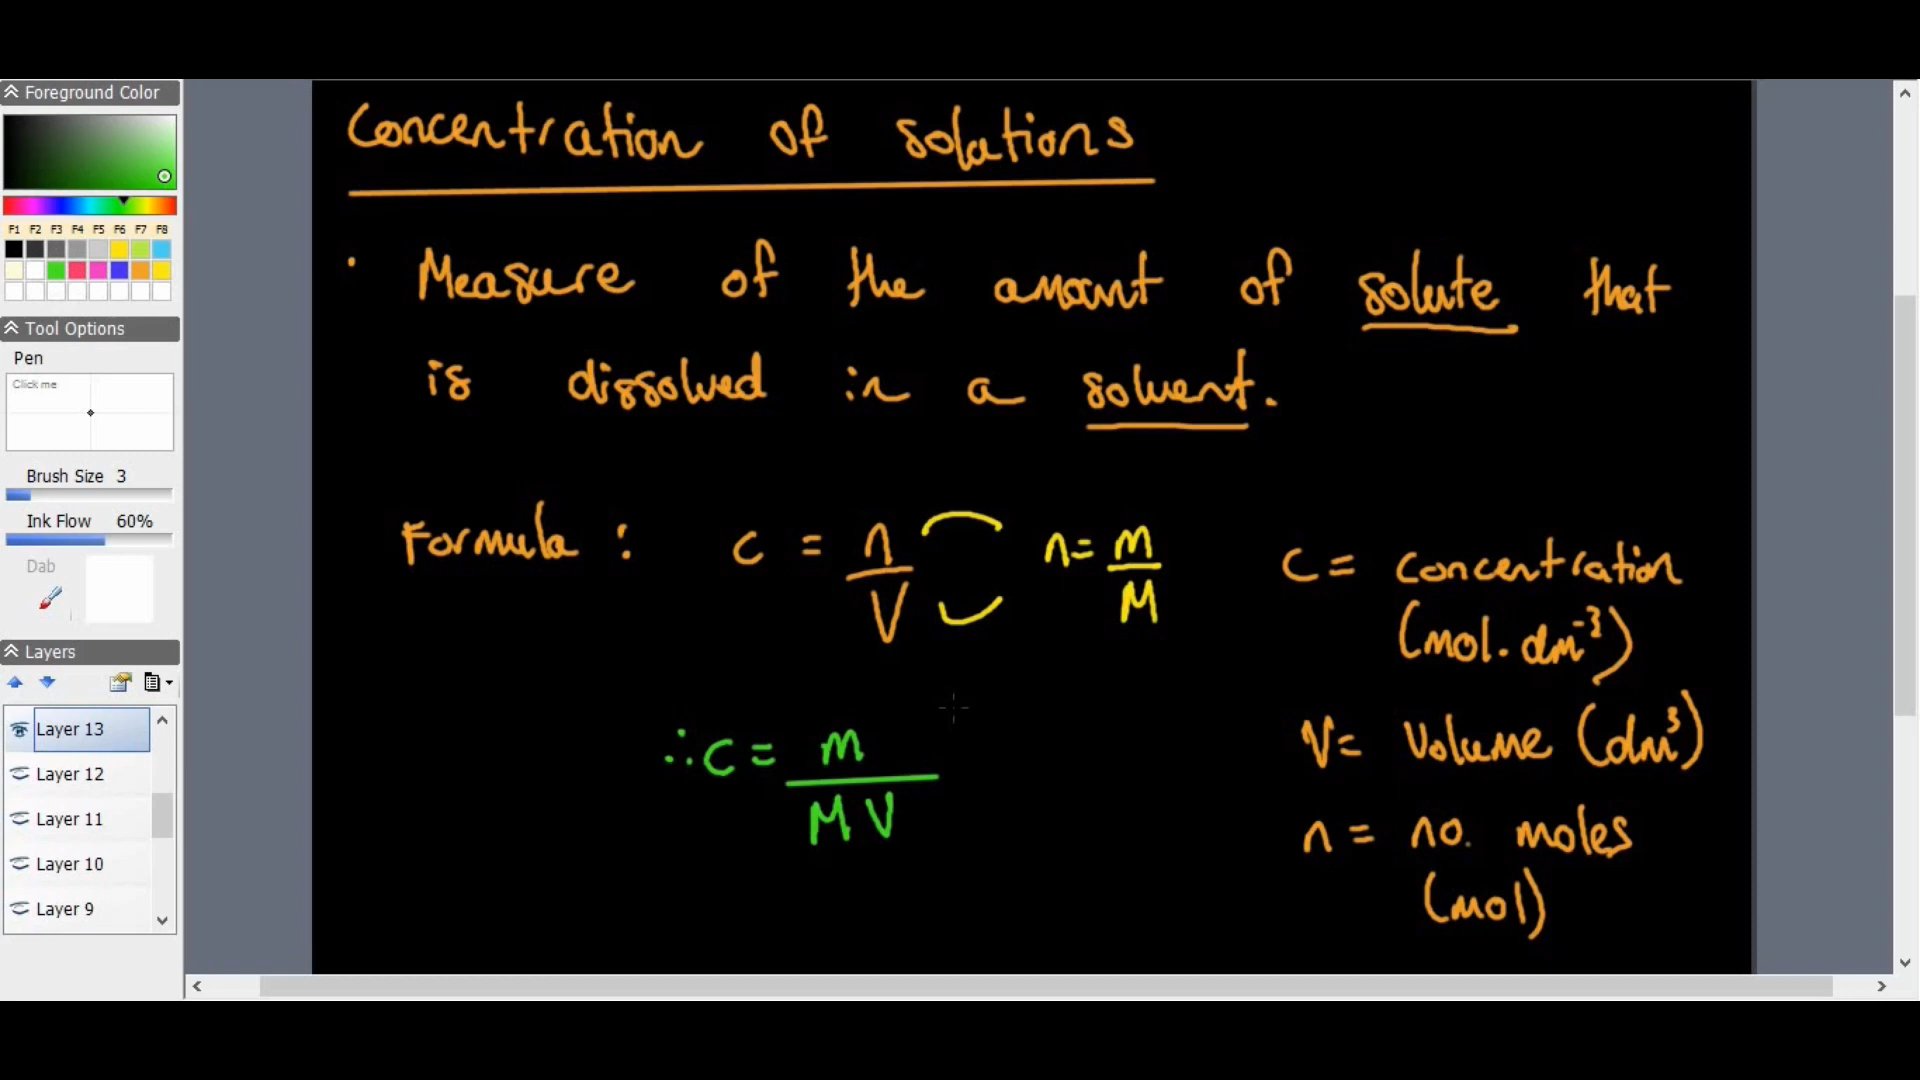 Foreground Color
F1 F2 F3 F4 F5 F6 F7 F8
Tool Options
Pen
Click me
Brush Size 3
Ink Flow 60%
Dab
Layers
Layer 13
Layer 12
Layer 11
Layer 10
Layer 9
Concentration of solutions
· Measure of the amount of solute that
is dissolved in a solvent.
Formula : c = n/V n = m/M
∴ c = m/MV
C = concentration
(mol.dm⁻³)
V = Volume (dm³)
n = no. moles
(mol)